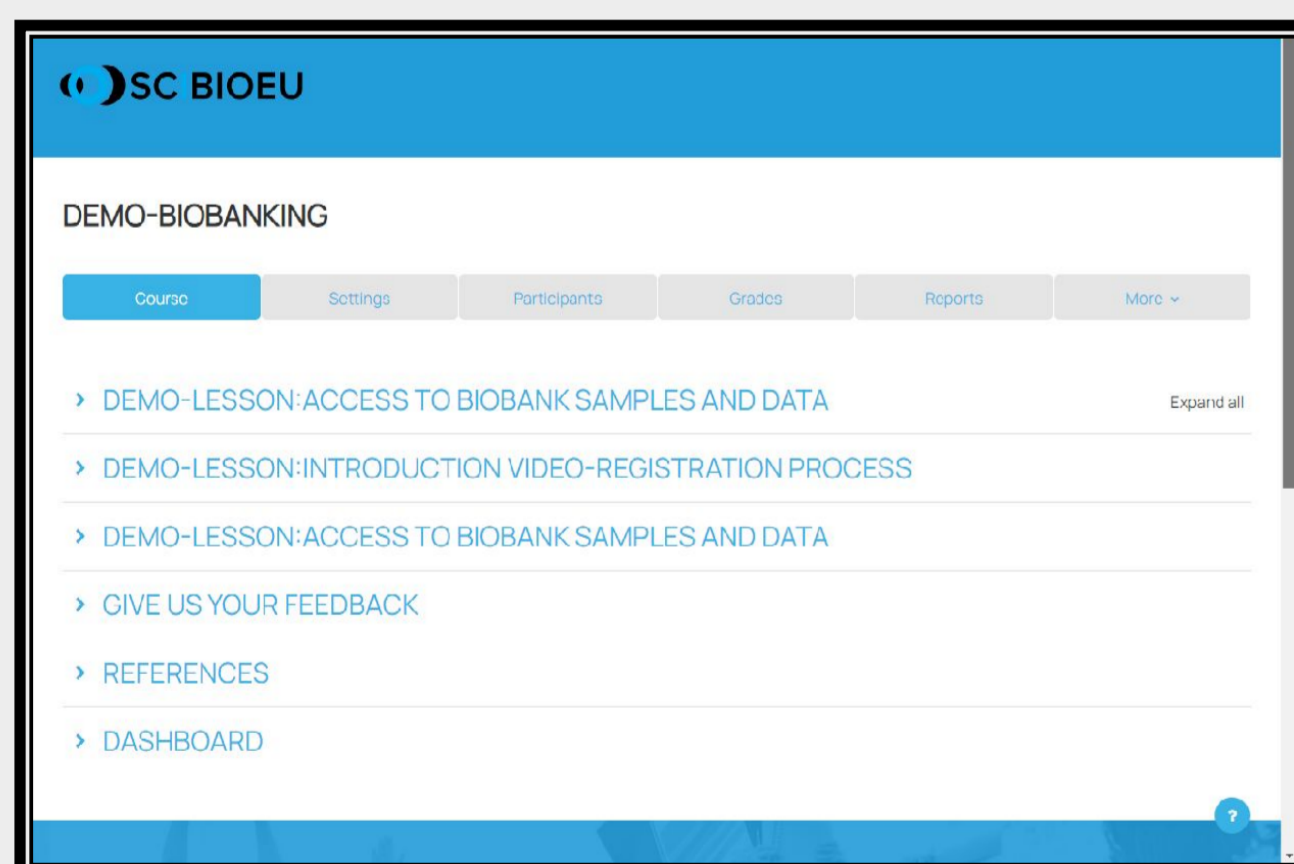 SC BIOEU
DEMO-BIOBANKING
Course Settings Participants Grades Reports More
DEMO-LESSON:ACCESS TO BIOBANK SAMPLES AND DATA Expand all
DEMO-LESSON:INTRODUCTION VIDEO-REGISTRATION PROCESS
DEMO-LESSON:ACCESS TO BIOBANK SAMPLES AND DATA
GIVE US YOUR FEEDBACK
REFERENCES
DASHBOARD
?